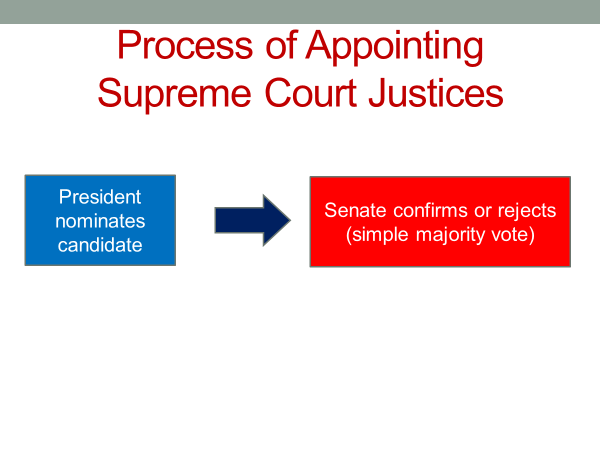 Process of Appointing
Supreme Court Justices
President
nominates
candidate
Senate confirms or rejects
(simple majority vote)